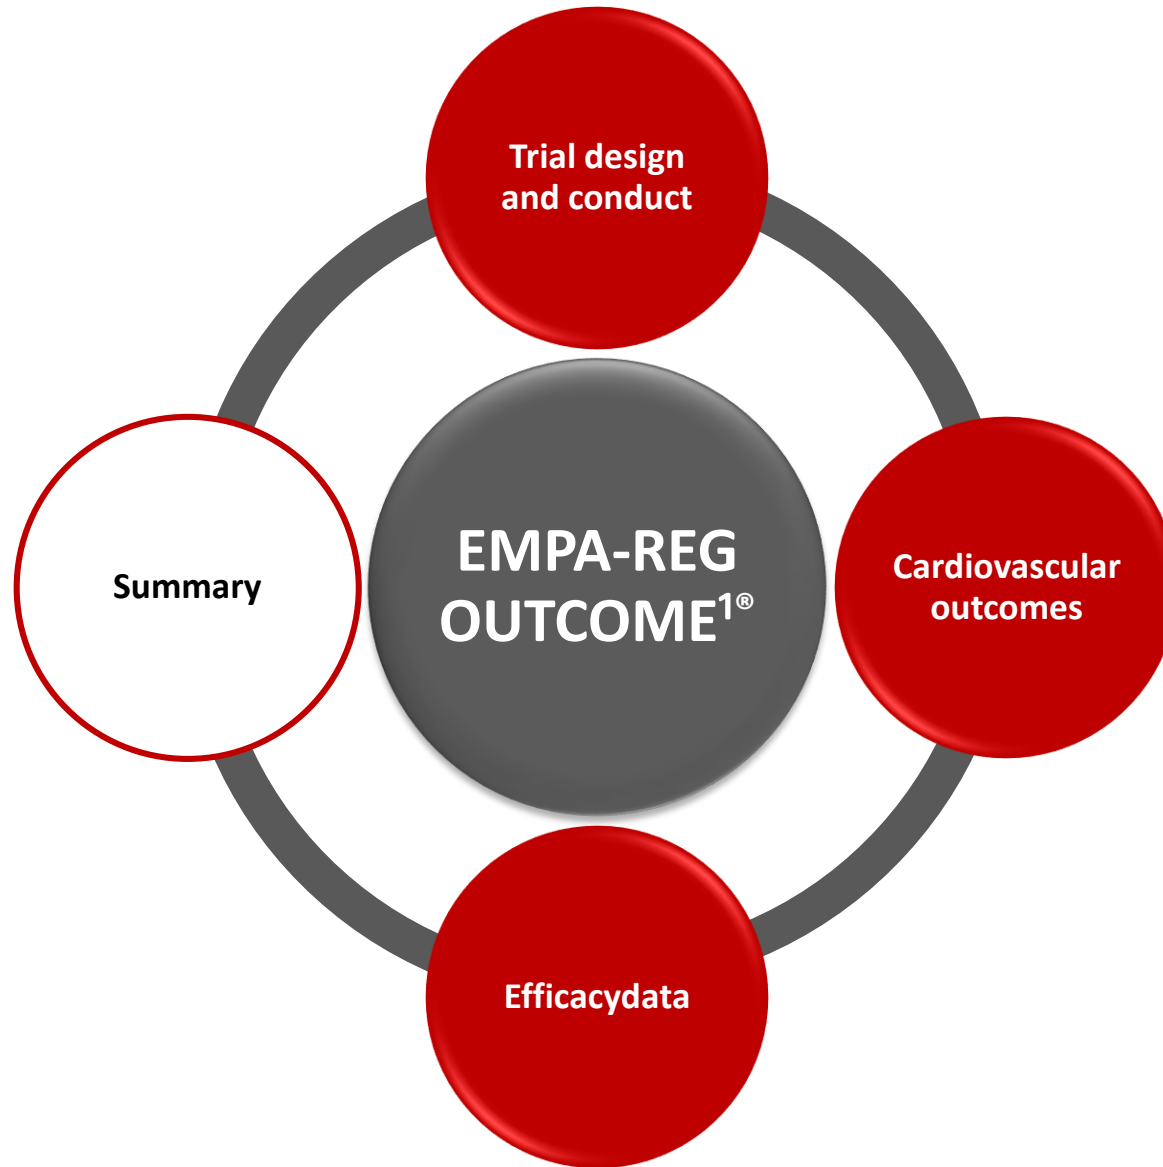 Trial design
and conduct
Summary
EMPA-REG
OUTCOME¹®
Cardiovascular
outcomes
Efficacydata